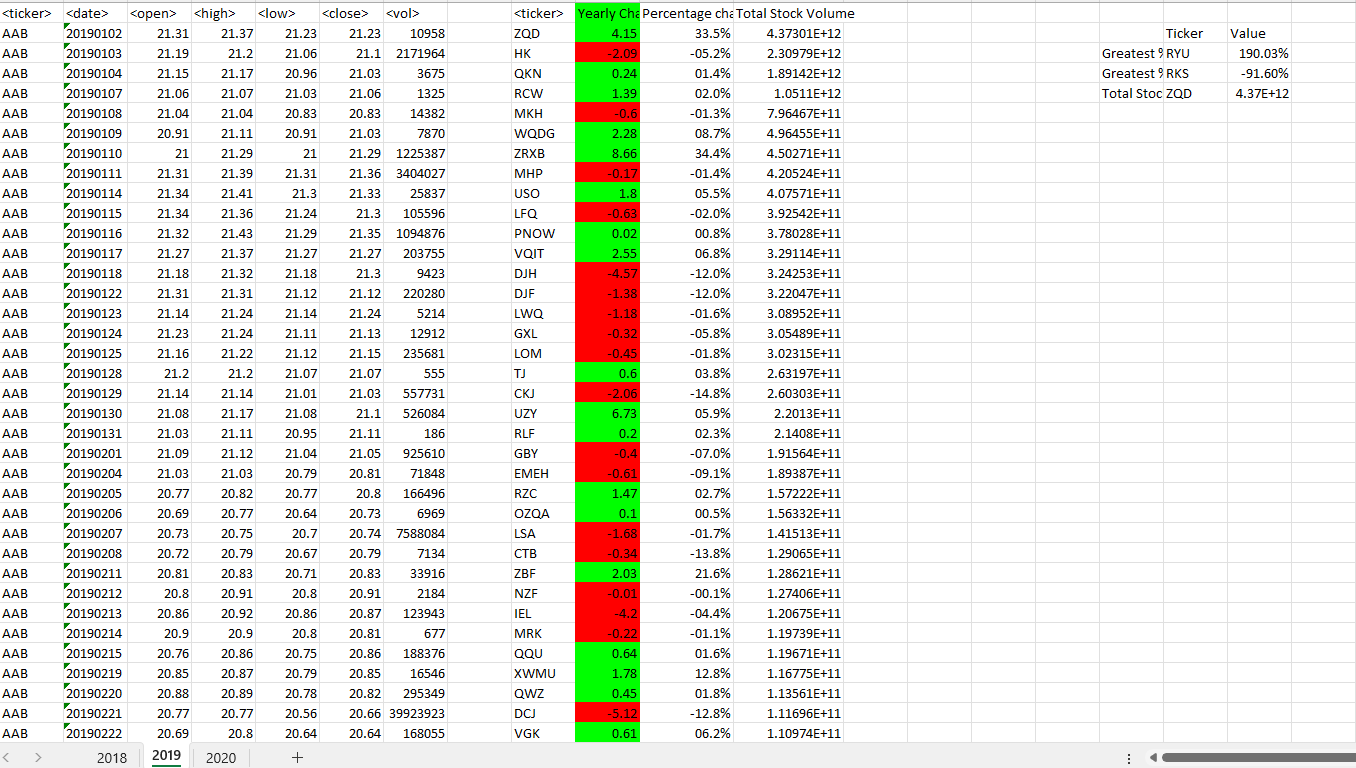 <ticker> <date> <open> <high> <low> <close> <vol> <ticker> Yearly Cha Percentage cha Total Stock Volume
AAB 20190102 21.31 21.37 21.23 21.23 10958 ZQD 4.15 33.5% 4.37301E+12 Ticker Value
AAB 20190103 21.19 21.2 21.06 21.1 2171964 HK -2.09 -05.2% 2.30979E+12 Greatest % RYU 190.03%
AAB 20190104 21.15 21.17 20.96 21.03 3675 QKN 0.24 01.4% 1.89142E+12 Greatest % RKS -91.60%
AAB 20190107 21.06 21.07 21.03 21.06 1325 RCW 1.39 02.0% 1.0511E+12 Total Stoc ZQD 4.37E+12
AAB 20190108 21.04 21.04 20.83 20.83 14382 MKH -0.6 -01.3% 7.96467E+11
AAB 20190109 20.91 21.11 20.91 21.03 7870 WQDG 2.28 08.7% 4.96455E+11
AAB 20190110 21 21.29 21 21.29 1225387 ZRXB 8.66 34.4% 4.50271E+11
AAB 20190111 21.31 21.39 21.31 21.36 3404027 MHP -0.17 -01.4% 4.20524E+11
AAB 20190114 21.34 21.41 21.3 21.33 25837 USO 1.8 05.5% 4.07571E+11
AAB 20190115 21.34 21.36 21.24 21.3 105596 LFQ -0.63 -02.0% 3.92542E+11
AAB 20190116 21.32 21.43 21.29 21.35 1094876 PNOW 0.02 00.8% 3.78028E+11
AAB 20190117 21.27 21.37 21.27 21.27 203755 VQIT 2.55 06.8% 3.29114E+11
AAB 20190118 21.18 21.32 21.18 21.3 9423 DJH -4.57 -12.0% 3.24253E+11
AAB 20190122 21.31 21.31 21.12 21.12 220280 DJF -1.38 -12.0% 3.22047E+11
AAB 20190123 21.14 21.24 21.14 21.24 5214 LWQ -1.18 -01.6% 3.08952E+11
AAB 20190124 21.23 21.24 21.11 21.13 12912 GXL -0.32 -05.8% 3.05489E+11
AAB 20190125 21.16 21.22 21.12 21.15 235681 LOM -0.45 -01.8% 3.02315E+11
AAB 20190128 21.2 21.2 21.07 21.07 555 TJ 0.6 03.8% 2.63197E+11
AAB 20190129 21.14 21.14 21.01 21.03 557731 CKJ -2.06 -14.8% 2.60303E+11
AAB 20190130 21.08 21.17 21.08 21.1 526084 UZY 6.73 05.9% 2.2013E+11
AAB 20190131 21.03 21.11 20.95 21.11 186 RLF 0.2 02.3% 2.1408E+11
AAB 20190201 21.09 21.12 21.04 21.05 925610 GBY -0.4 -07.0% 1.91564E+11
AAB 20190204 21.03 21.03 20.79 20.81 71848 EMEH -0.61 -09.1% 1.89387E+11
AAB 20190205 20.77 20.82 20.77 20.8 166496 RZC 1.47 02.7% 1.57222E+11
AAB 20190206 20.69 20.77 20.64 20.73 6969 OZQA 0.1 00.5% 1.56332E+11
AAB 20190207 20.73 20.75 20.7 20.74 7588084 LSA -1.68 -01.7% 1.41513E+11
AAB 20190208 20.72 20.79 20.67 20.79 7134 CTB -0.34 -13.8% 1.29065E+11
AAB 20190211 20.81 20.83 20.71 20.83 33916 ZBF 2.03 21.6% 1.28621E+11
AAB 20190212 20.8 20.91 20.8 20.91 2184 NZF -0.01 -00.1% 1.27406E+11
AAB 20190213 20.86 20.92 20.86 20.87 123943 IEL -4.2 -04.4% 1.20675E+11
AAB 20190214 20.9 20.9 20.8 20.81 677 MRK -0.22 -01.1% 1.19739E+11
AAB 20190215 20.76 20.86 20.75 20.86 188376 QQU 0.64 01.6% 1.19671E+11
AAB 20190219 20.85 20.87 20.79 20.85 16546 XWMU 1.78 12.8% 1.16775E+11
AAB 20190220 20.88 20.89 20.78 20.82 295349 QWZ 0.45 01.8% 1.13561E+11
AAB 20190221 20.77 20.77 20.56 20.66 39923923 DCJ -5.12 -12.8% 1.11696E+11
AAB 20190222 20.69 20.8 20.64 20.64 168055 VGK 0.61 06.2% 1.10974E+11
2018 2019 2020